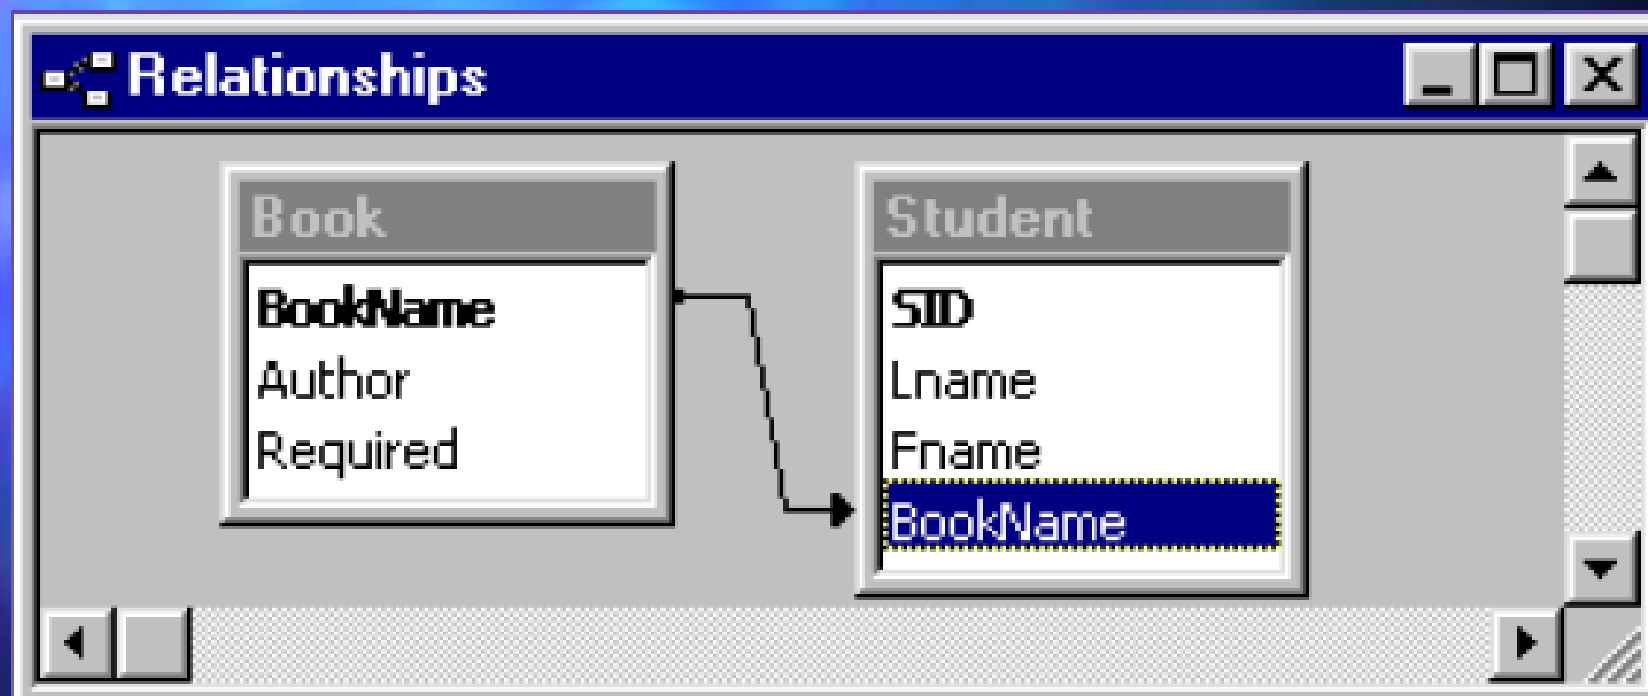 Relationships
Book
BookName
Author
Required
Student
SID
Lname
Fname
BookName